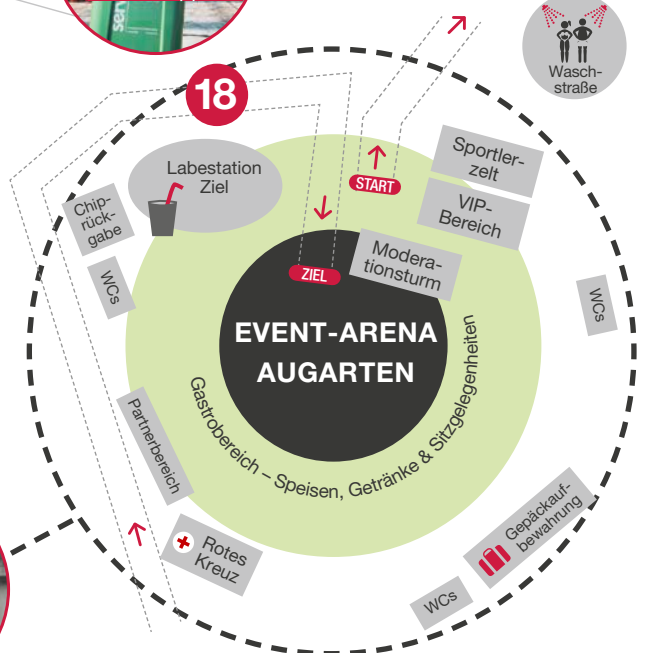 ser
18
Wasch-
straße
Labestation
Ziel
START
Sportler-
zelt
VIP-
Bereich
Chip-
rück-
gabe
WCs
ZIEL
Modera-
tionsturm
WCs
EVENT-ARENA
AUGARTEN
Gastrobereich – Speisen, Getränke & Sitzgelegenheiten
Partnerbereich
Rotes
Kreuz
Gepäckauf-
bewahrung
WCs